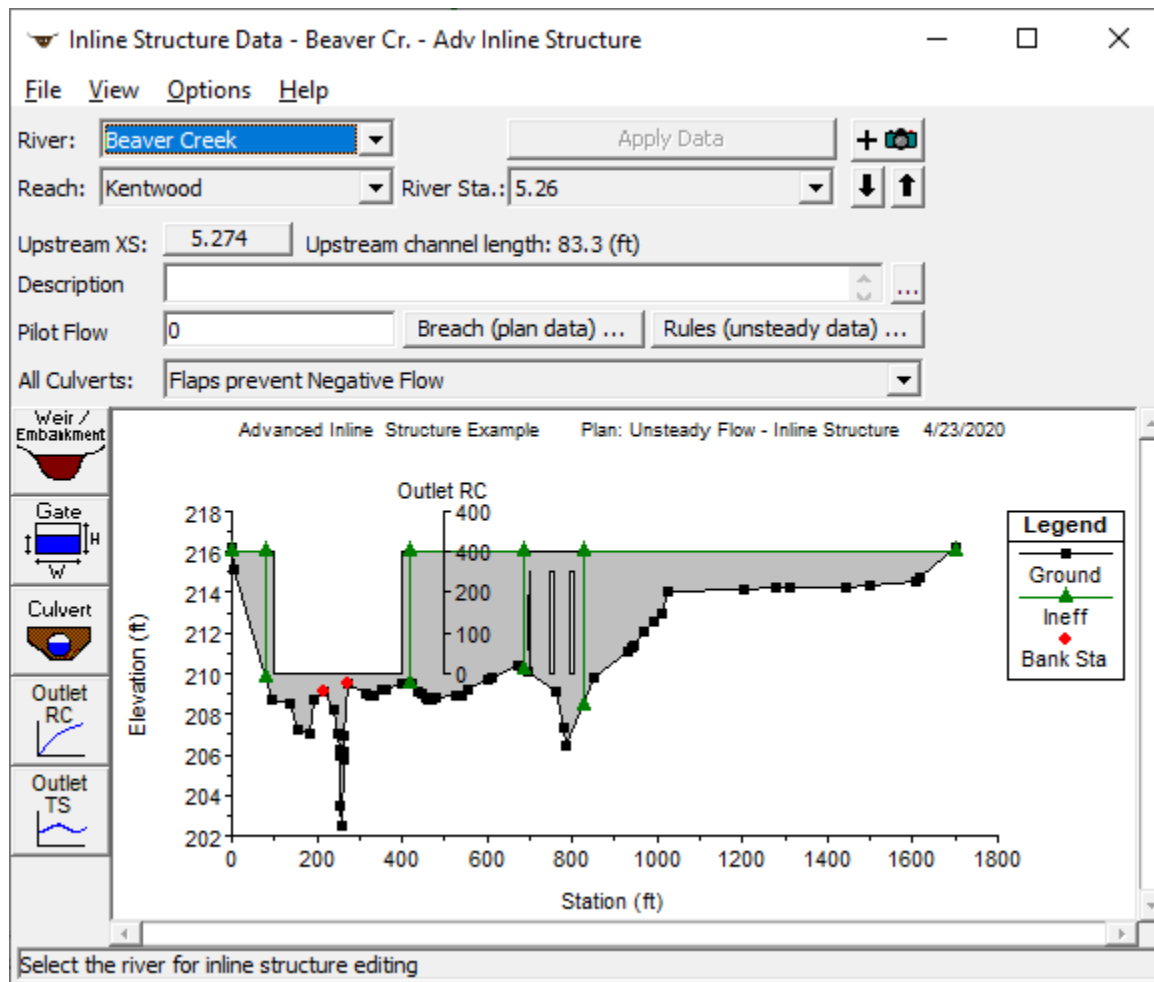 Inline Structure Data - Beaver Cr. - Adv Inline Structure
File View Options Help
River: Beaver Creek Apply Data
Reach: Kentwood River Sta.: 5.26
Upstream XS: 5.274 Upstream channel length: 83.3 (ft)
Description ...
Pilot Flow 0 Breach (plan data) ... Rules (unsteady data) ...
All Culverts: Flaps prevent Negative Flow
Weir /
Embankment
Gate
H
W
Culvert
Outlet
RC
Outlet
TS
Advanced Inline Structure Example Plan: Unsteady Flow - Inline Structure 4/23/2020
Outlet RC
400
400
200
100
0
218
216
214
212
210
208
206
204
202
Elevation (ft)
0 200 400 600 800 1000 1200 1400 1600 1800
Station (ft)
Legend
Ground
Ineff
Bank Sta
Select the river for inline structure editing